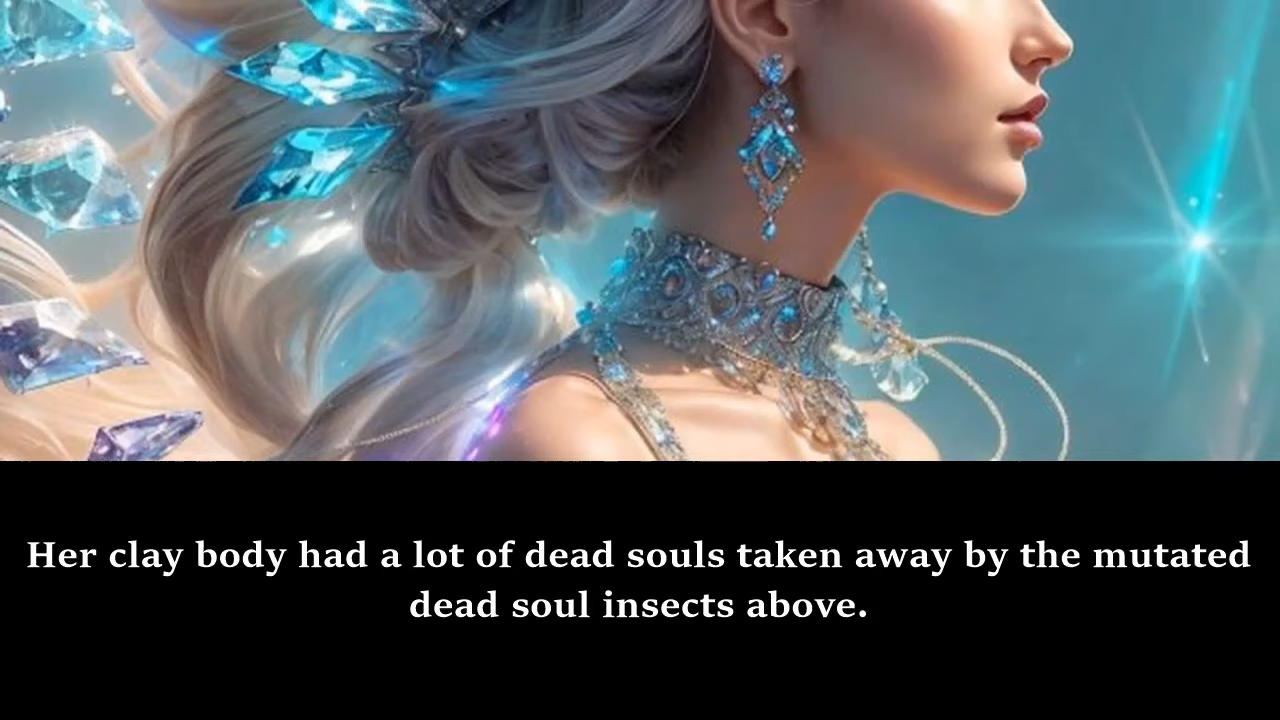 Her clay body had a lot of dead souls taken away by the mutated
dead soul insects above.